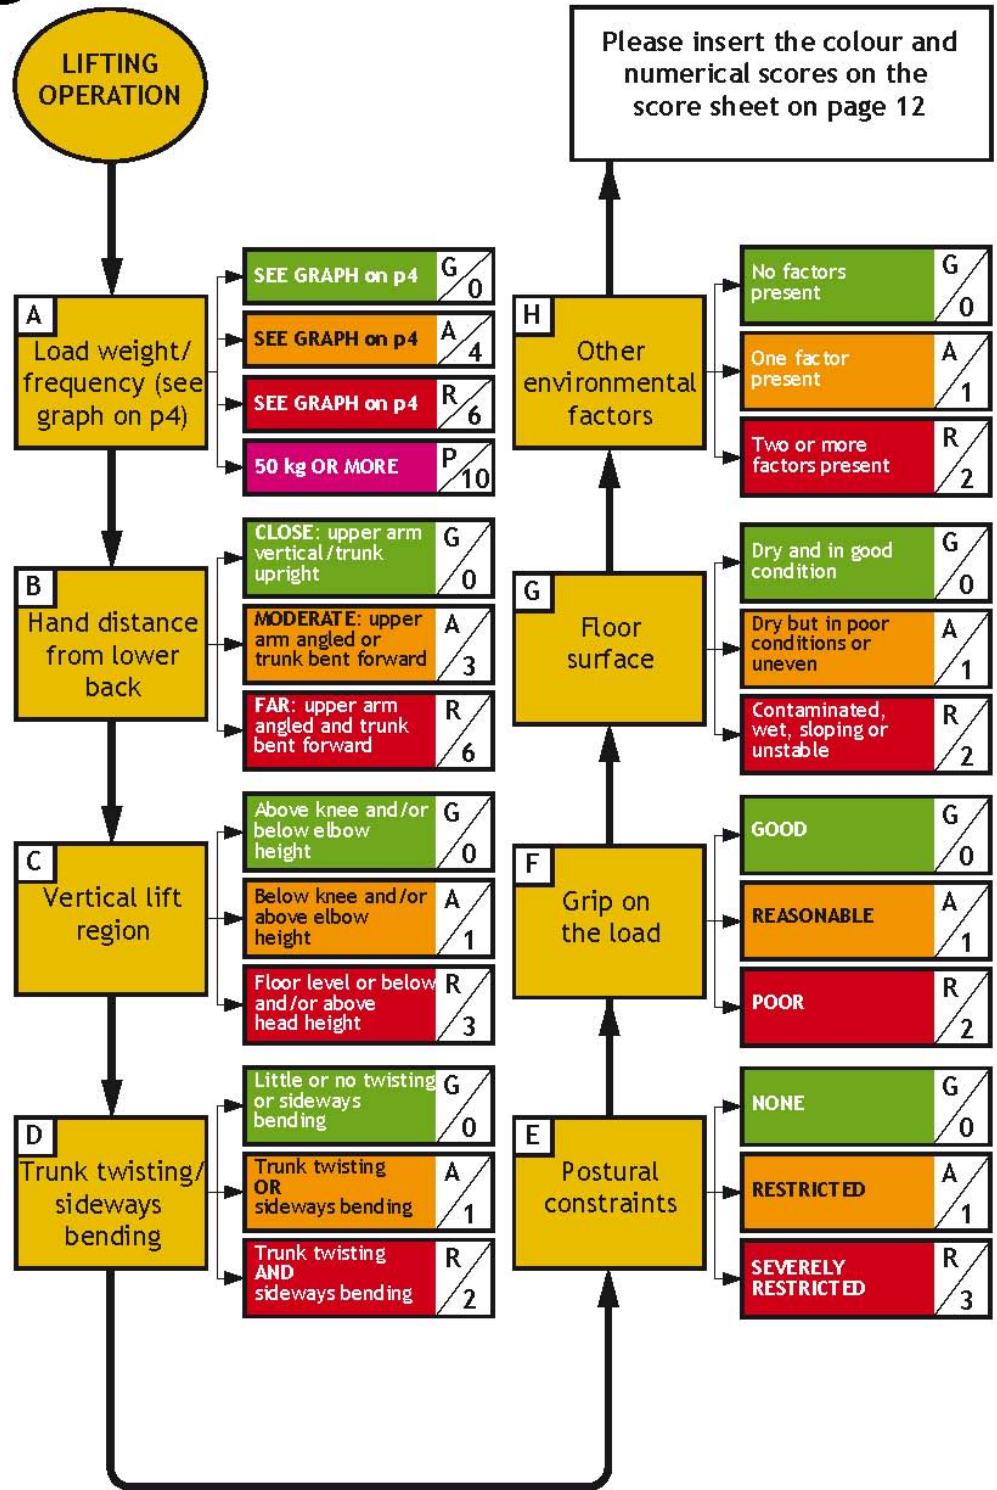 LIFTING
OPERATION
A
Load weight/
frequency (see
graph on p4)
SEE GRAPH on p4
G
0
SEE GRAPH on p4
A
4
SEE GRAPH on p4
R
6
50 kg OR MORE
P
10
B
Hand distance
from lower
back
CLOSE: upper arm
vertical/trunk
upright
G
0
MODERATE: upper
arm angled or
trunk bent forward
A
3
FAR: upper arm
angled and trunk
bent forward
R
6
C
Vertical lift
region
Above knee and/or
below elbow
height
G
0
Below knee and/or
above elbow
height
A
1
Floor level or below
and/or above
head height
R
3
D
Trunk twisting/
sideways
bending
Little or no twisting
or sideways
bending
G
0
Trunk twisting
OR
sideways bending
A
1
Trunk twisting
AND
sideways bending
R
2
E
Postural
constraints
NONE
G
0
RESTRICTED
A
1
SEVERELY
RESTRICTED
R
3
F
Grip on
the load
GOOD
G
0
REASONABLE
A
1
POOR
R
2
G
Floor
surface
Dry and in good
condition
G
0
Dry but in poor
conditions or
uneven
A
1
Contaminated,
wet, sloping or
unstable
R
2
H
Other
environmental
factors
No factors
present
G
0
One factor
present
A
1
Two or more
factors present
R
2
Please insert the colour and
numerical scores on the
score sheet on page 12